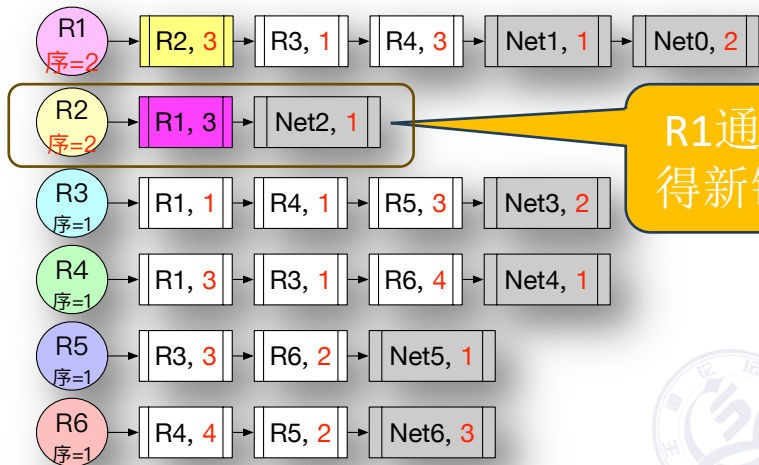 R1 序=2 R2, 3 R3, 1 R4, 3 Net1, 1 Net0, 2
R2 序=2 R1, 3 Net2, 1
R1通
得新
R3 序=1 R1, 1 R4, 1 R5, 3 Net3, 2
R4 序=1 R1, 3 R3, 1 R6, 4 Net4, 1
R5 序=1 R3, 3 R6, 2 Net5, 1
R6 序=1 R4, 4 R5, 2 Net6, 3